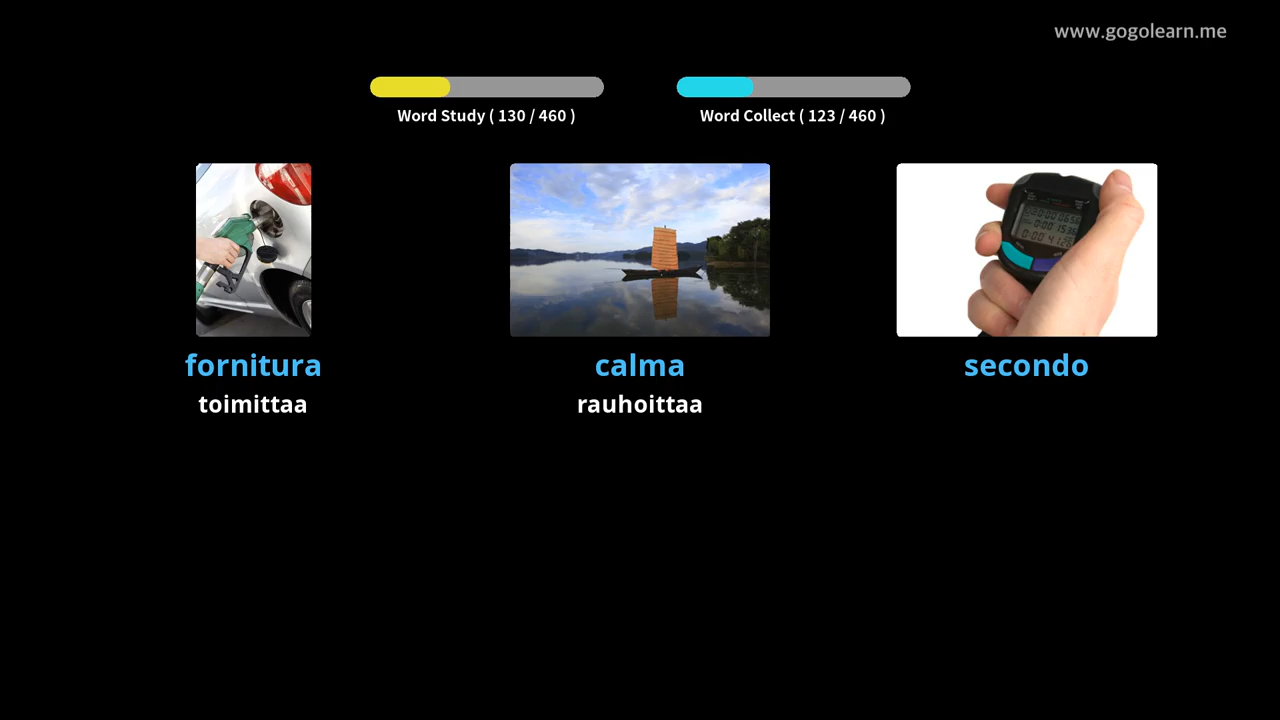 www.gogolearn.me
Word Study ( 130 / 460 )
Word Collect ( 123 / 460 )
fornitura
toimittaa
calma
rauhoittaa
secondo